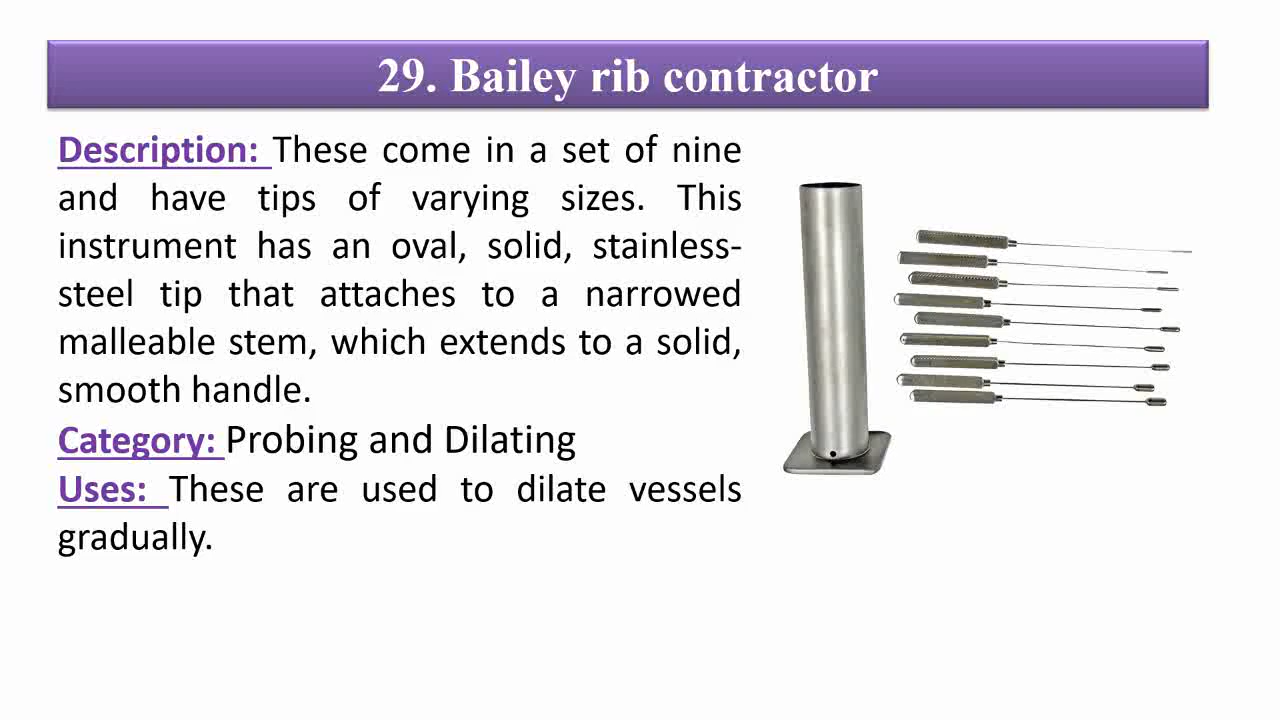 29. Bailey rib contractor
Description: These come in a set of nine
and have tips of varying sizes. This
instrument has an oval, solid, stainless-
steel tip that attaches to a narrowed
malleable stem, which extends to a solid,
smooth handle.
Category: Probing and Dilating
Uses: These are used to dilate vessels
gradually.